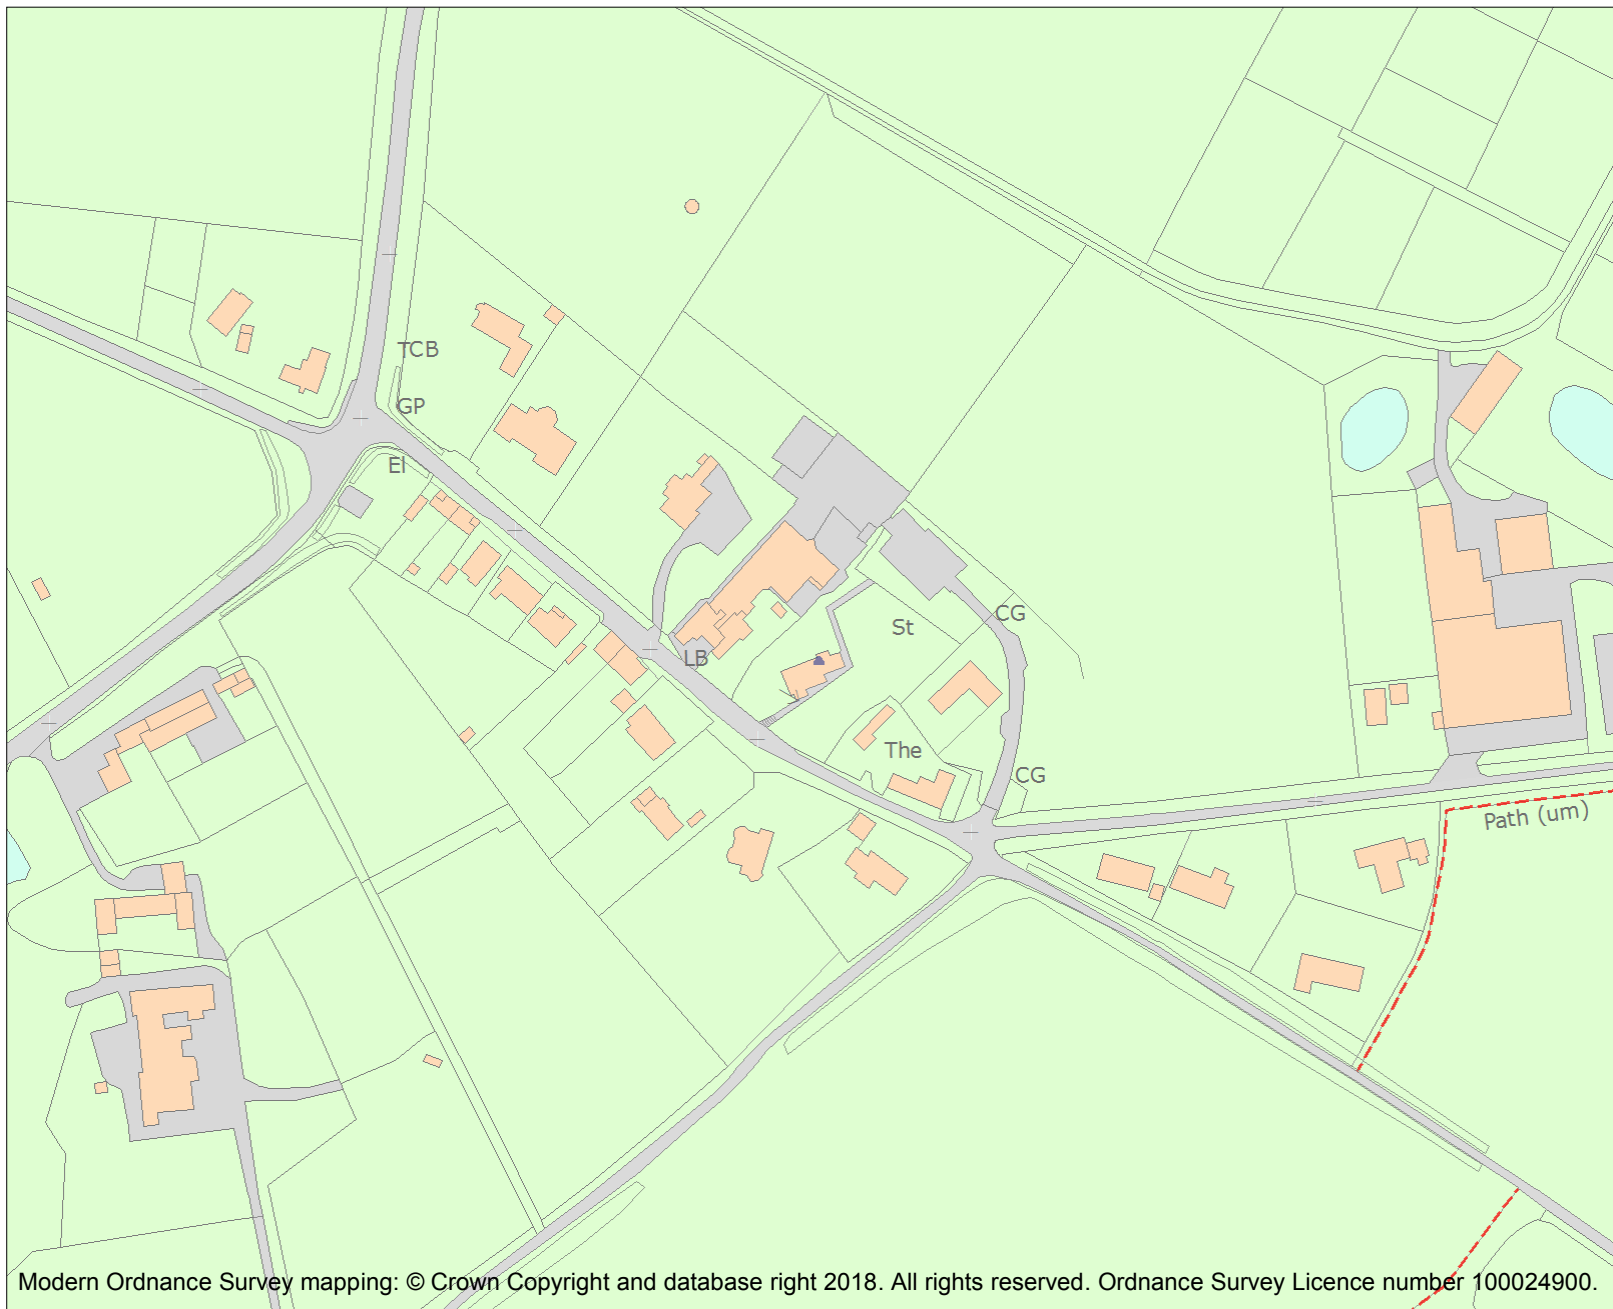 TCB
GP
El
CG
St
LB
The
CG
Path (um)
Modern Ordnance Survey mapping: © Crown Copyright and database right 2018. All rights reserved. Ordnance Survey Licence number 100024900.